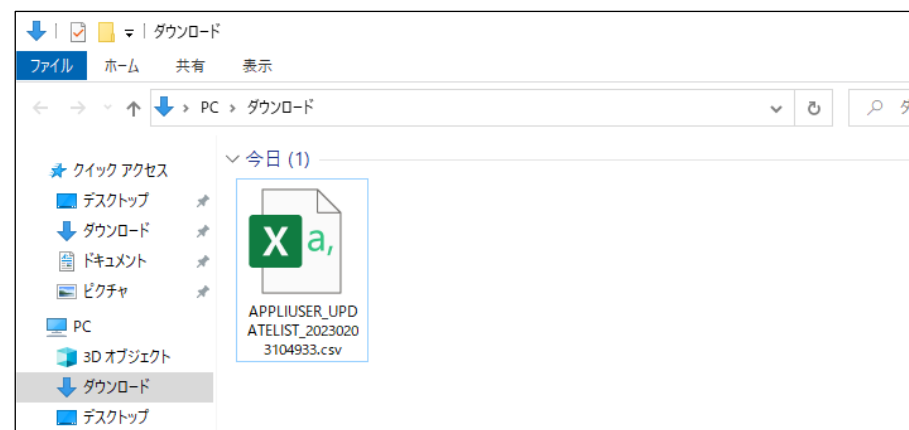 ダウンロード
ファイル ホーム 共有 表示
PC › ダウンロード
クイック アクセス
デスクトップ
ダウンロード
ドキュメント
ピクチャ
PC
3D オブジェクト
ダウンロード
デスクトップ
今日 (1)
X a,
APPLIUSER_UPD
ATELIST_2023020
3104933.csv